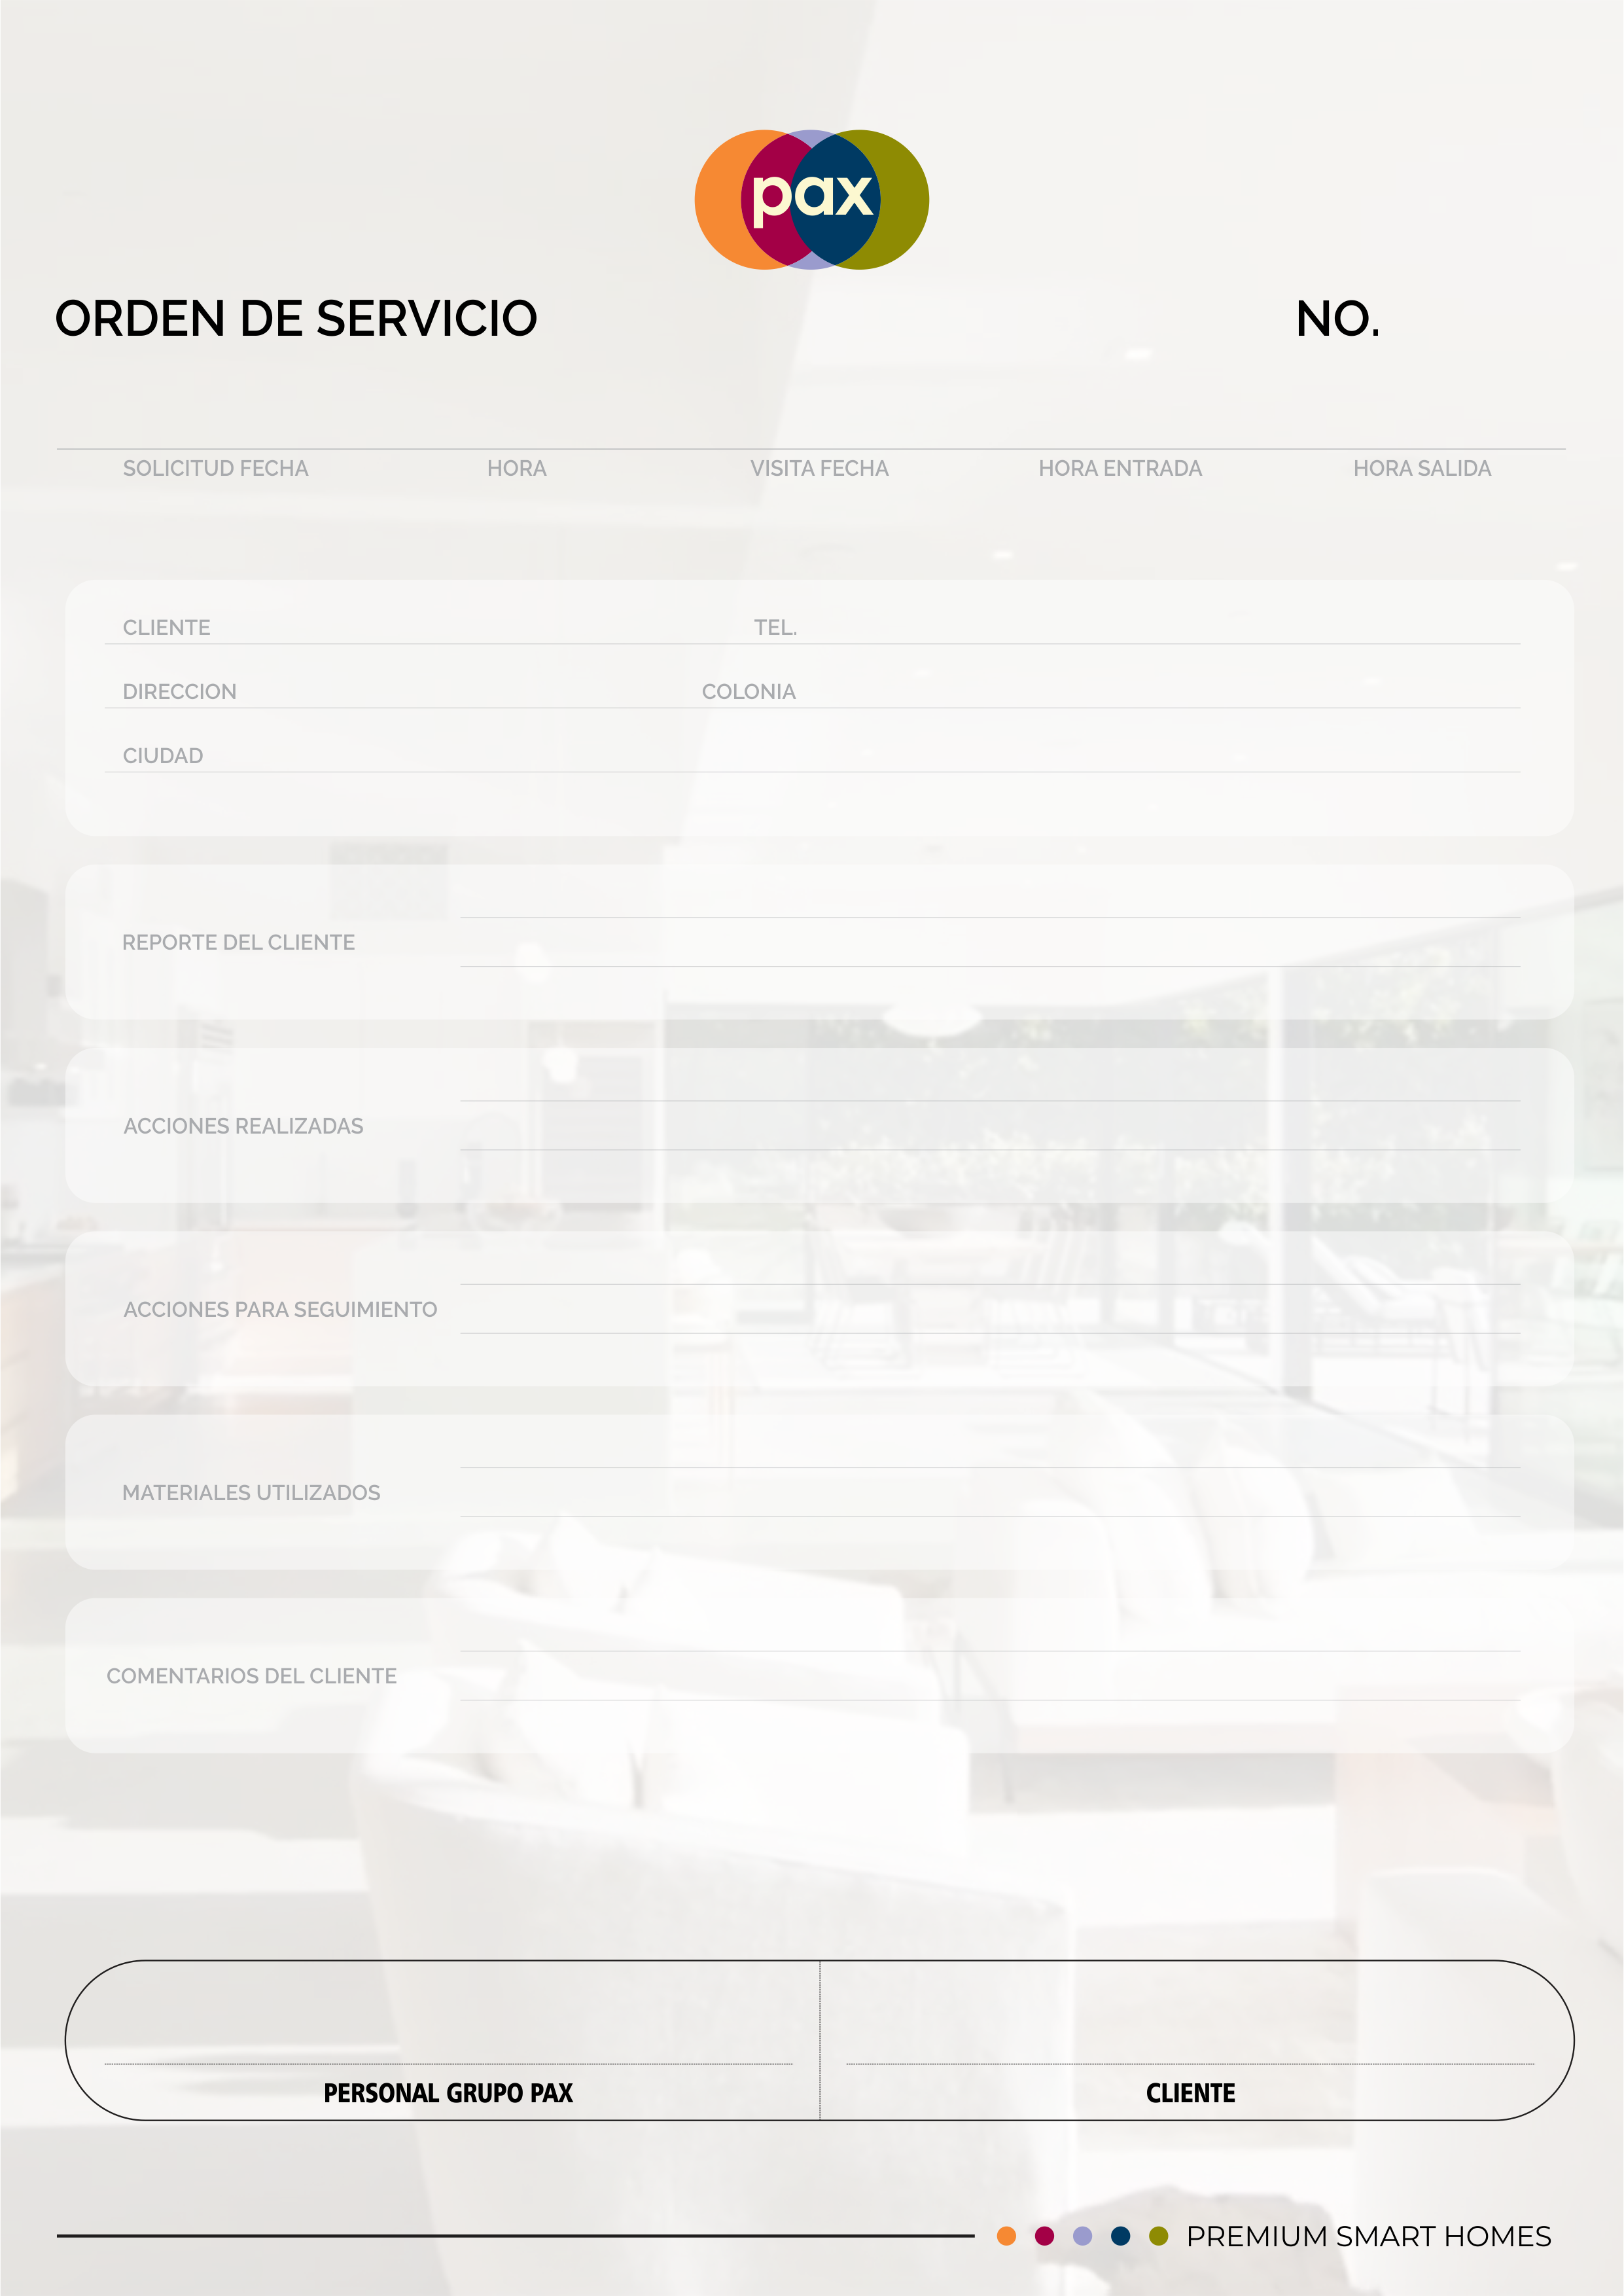 pax
ORDEN DE SERVICIO NO.
SOLICITUD FECHA HORA VISITA FECHA HORA ENTRADA HORA SALIDA
CLIENTE TEL.
DIRECCION COLONIA
CIUDAD
REPORTE DEL CLIENTE
ACCIONES REALIZADAS
ACCIONES PARA SEGUIMIENTO
MATERIALES UTILIZADOS
COMENTARIOS DEL CLIENTE
PERSONAL GRUPO PAX CLIENTE
PREMIUM SMART HOMES